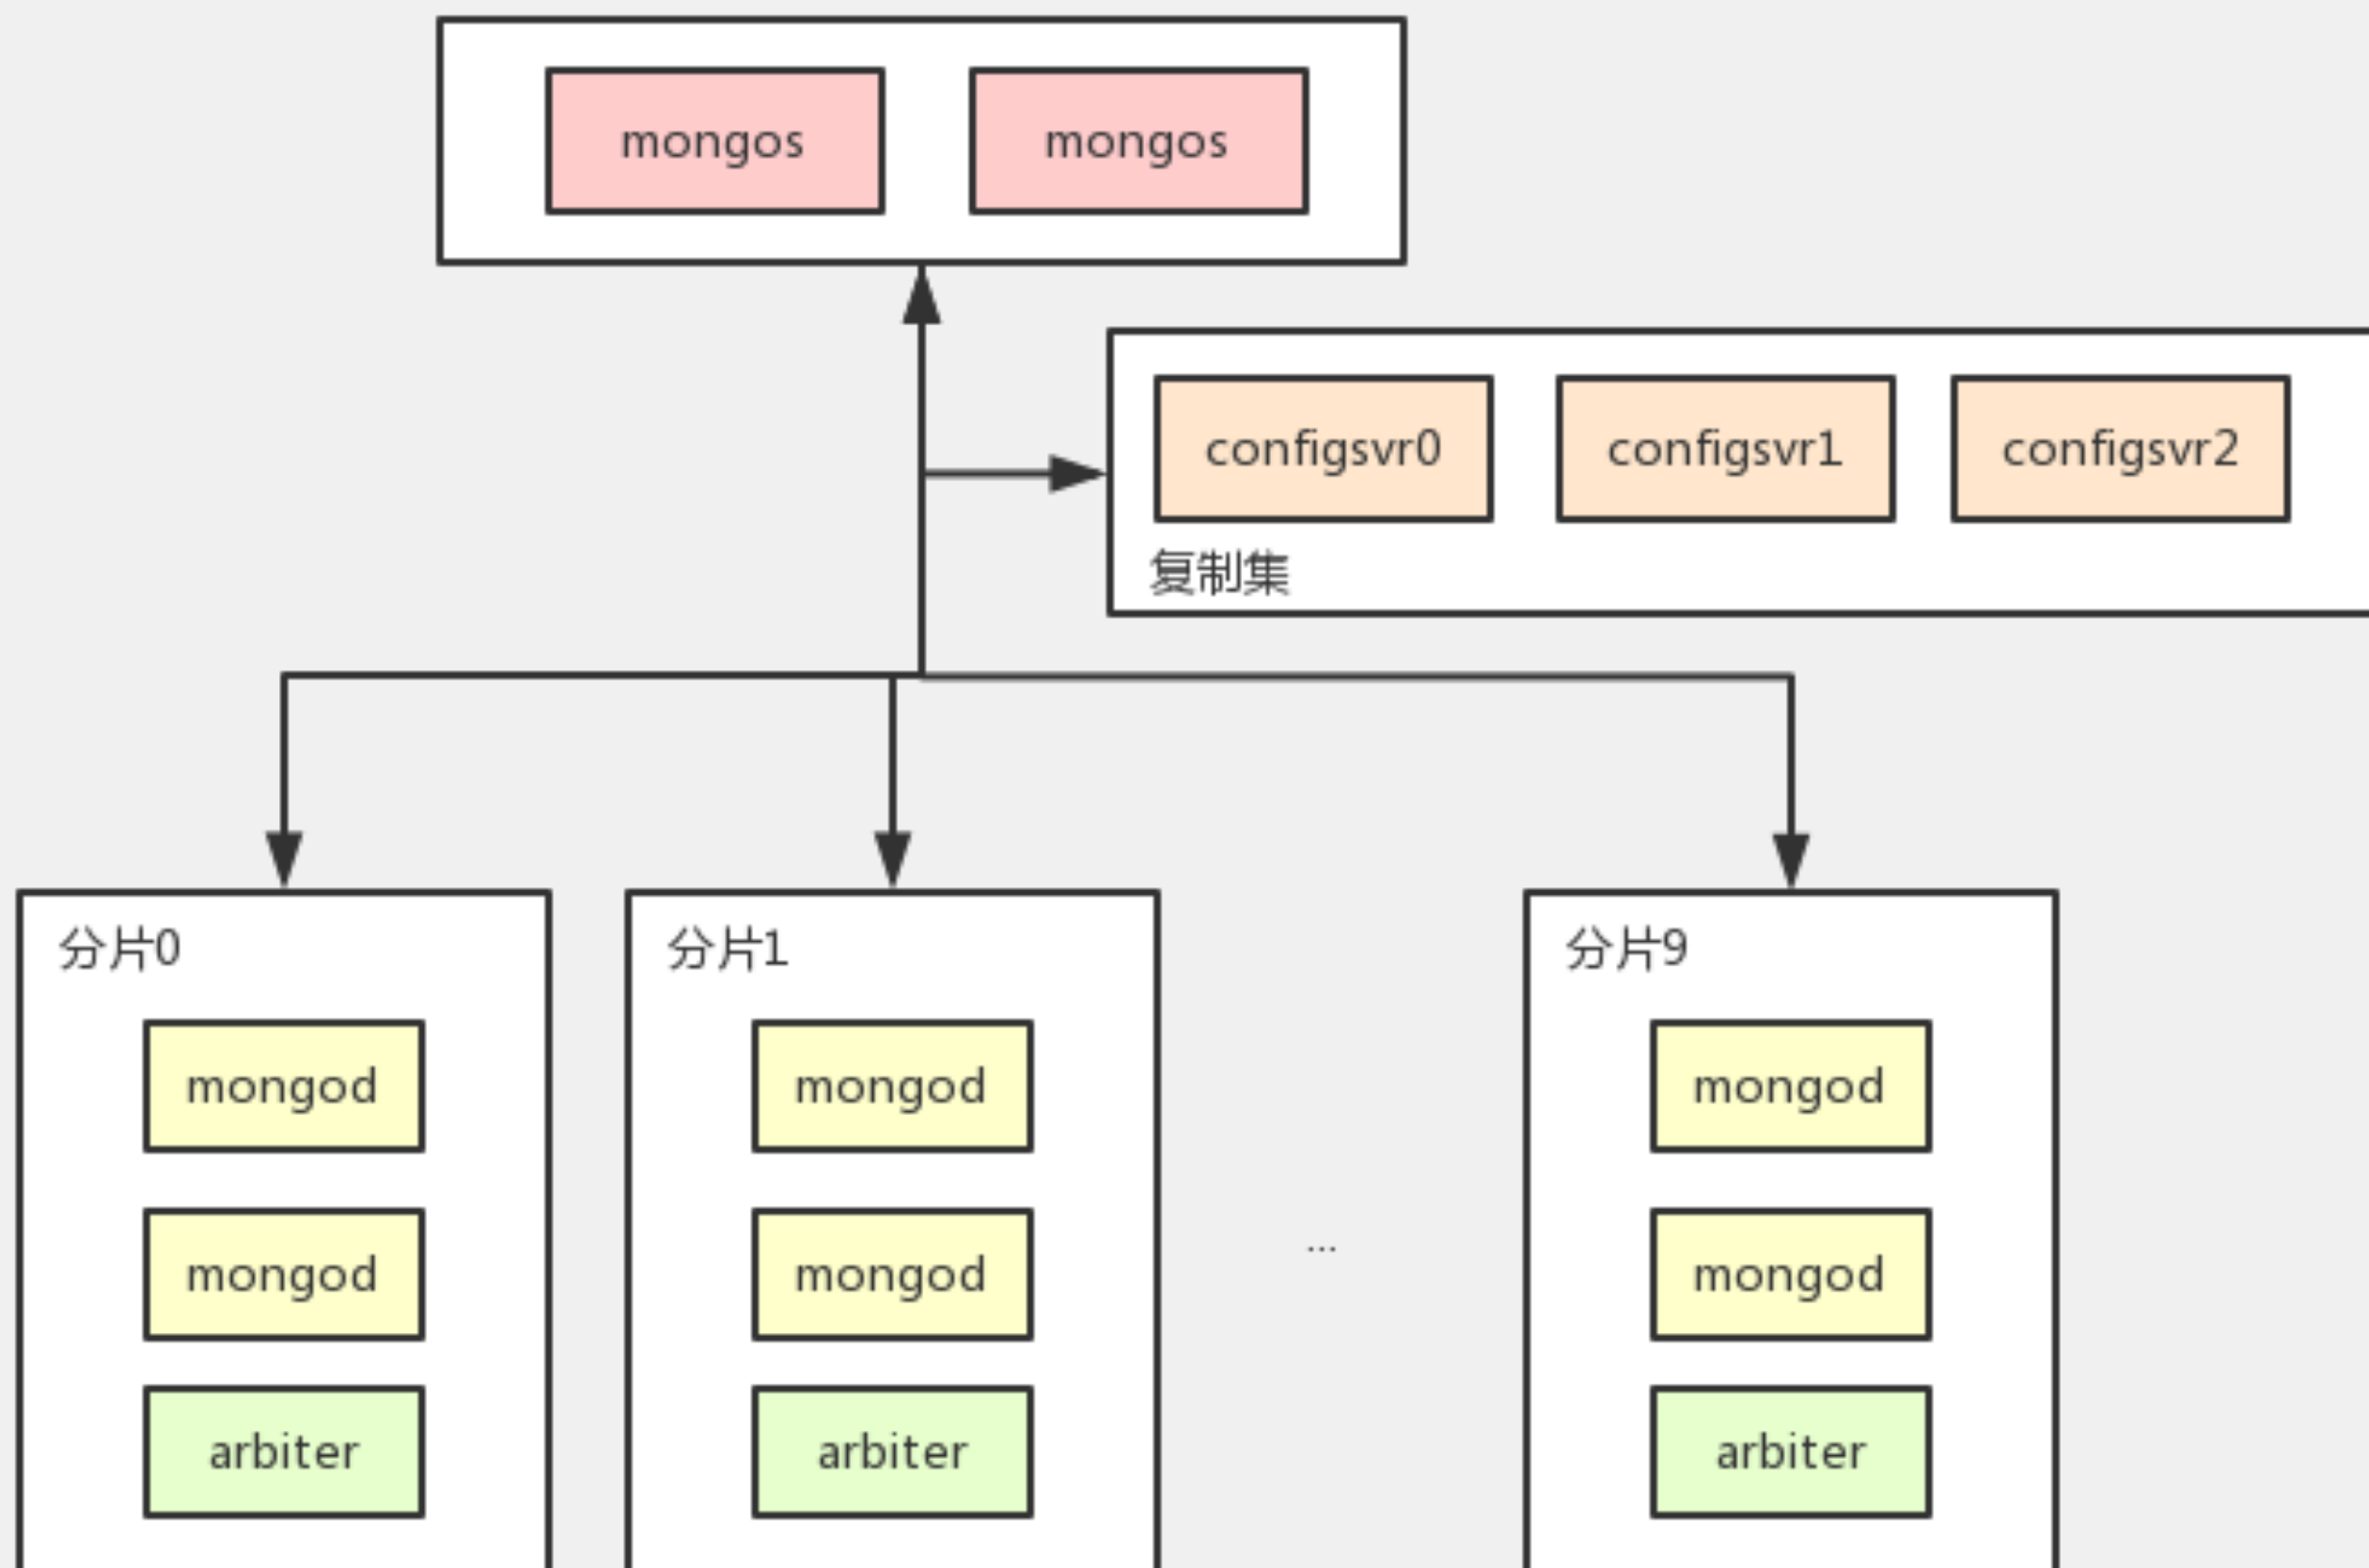 mongos mongos
configsvr0 configsvr1 configsvr2
复制集
分片0 分片1 分片9
mongod mongod mongod
mongod mongod ... mongod
arbiter arbiter arbiter